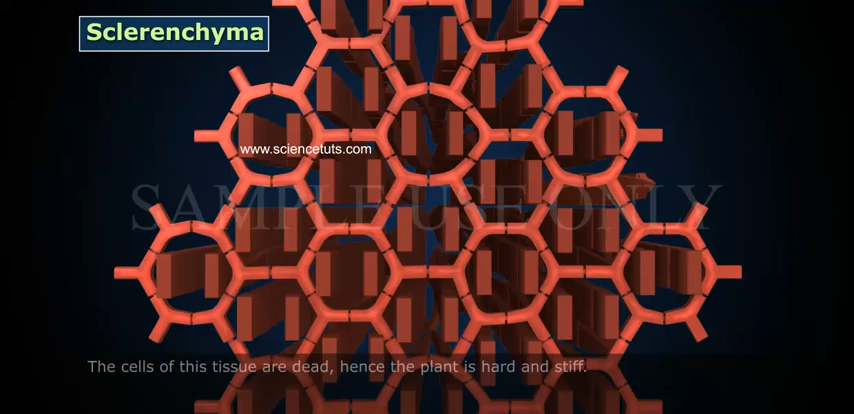 Sclerenchyma
www.sciencetuts.com
SAMPLE USE ONLY
The cells of this tissue are dead, hence the plant is hard and stiff.